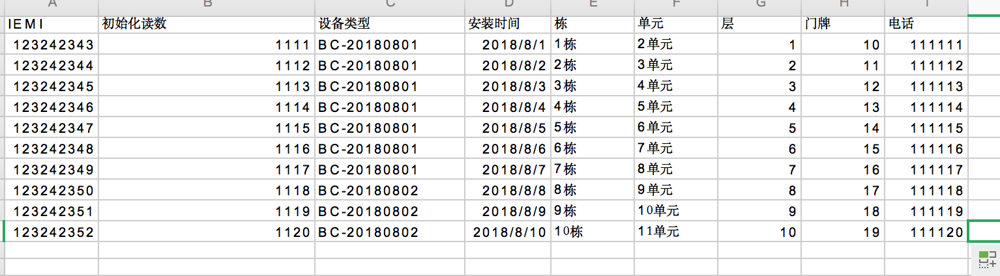 A B C D E F G H I
IEMI 初始化读数 设备类型 安装时间 栋 单元 层 门牌 电话
123242343 1111 BC-20180801 2018/8/1 1栋 2单元 1 10 111111
123242344 1112 BC-20180801 2018/8/2 2栋 3单元 2 11 111112
123242345 1113 BC-20180801 2018/8/3 3栋 4单元 3 12 111113
123242346 1114 BC-20180801 2018/8/4 4栋 5单元 4 13 111114
123242347 1115 BC-20180801 2018/8/5 5栋 6单元 5 14 111115
123242348 1116 BC-20180801 2018/8/6 6栋 7单元 6 15 111116
123242349 1117 BC-20180801 2018/8/7 7栋 8单元 7 16 111117
123242350 1118 BC-20180802 2018/8/8 8栋 9单元 8 17 111118
123242351 1119 BC-20180802 2018/8/9 9栋 10单元 9 18 111119
123242352 1120 BC-20180802 2018/8/10 10栋 11单元 10 19 111120